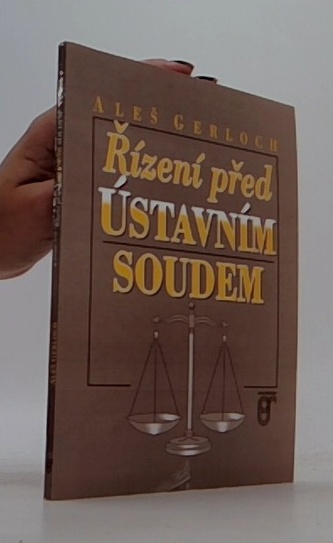 ALEŠ GERLOCH
Řízení před
ÚSTAVNÍM
SOUDEM